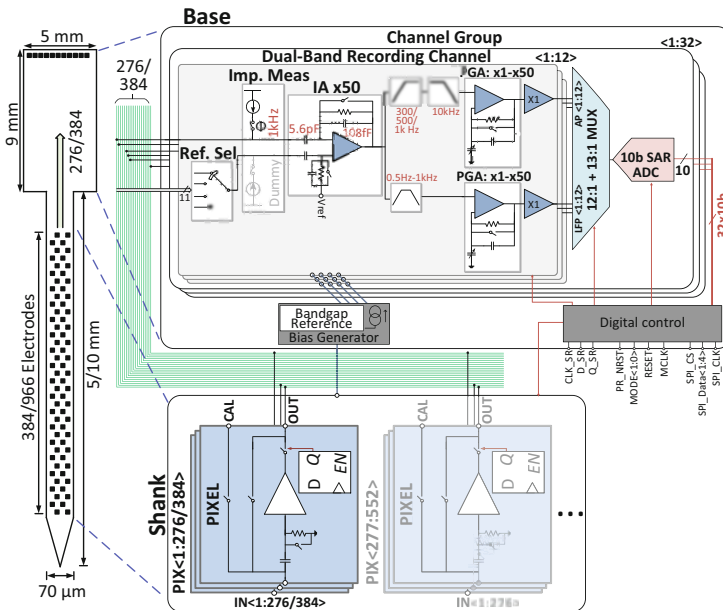 Base
Channel Group
<1:32>
Dual-Band Recording Channel
<1:12>
5 mm
9 mm
276/384
276/
384
Imp. Meas
1kHz
Φ
Dummy
Ref. Sel
11
IA x50
5.6pF
108fF
Vref
300/
500/
1k Hz
10kHz
0.5Hz-1kHz
PGA: x1-x50
X1
PGA: x1-x50
X1
AP <1:12>
LFP <1:12>
12:1 + 13:1 MUX
10b SAR
ADC
10
32x10b
Bandgap
Reference
Bias Generator
Digital control
CLK_SR
D_SR
Q_SR
PR_NRST
MODE<1:0>
RESET
MCLK
SPI_CS
SPI_Data<1:4>
SPI_CLK
384/966 Electrodes
5/10 mm
70 µm
Shank
PIX<1:276/384>
PIXEL
CAL
OUT
D Q
EN
IN<1:276/384>
PIX<277:552>
PIXEL
CAL
OUT
D Q
EN
...